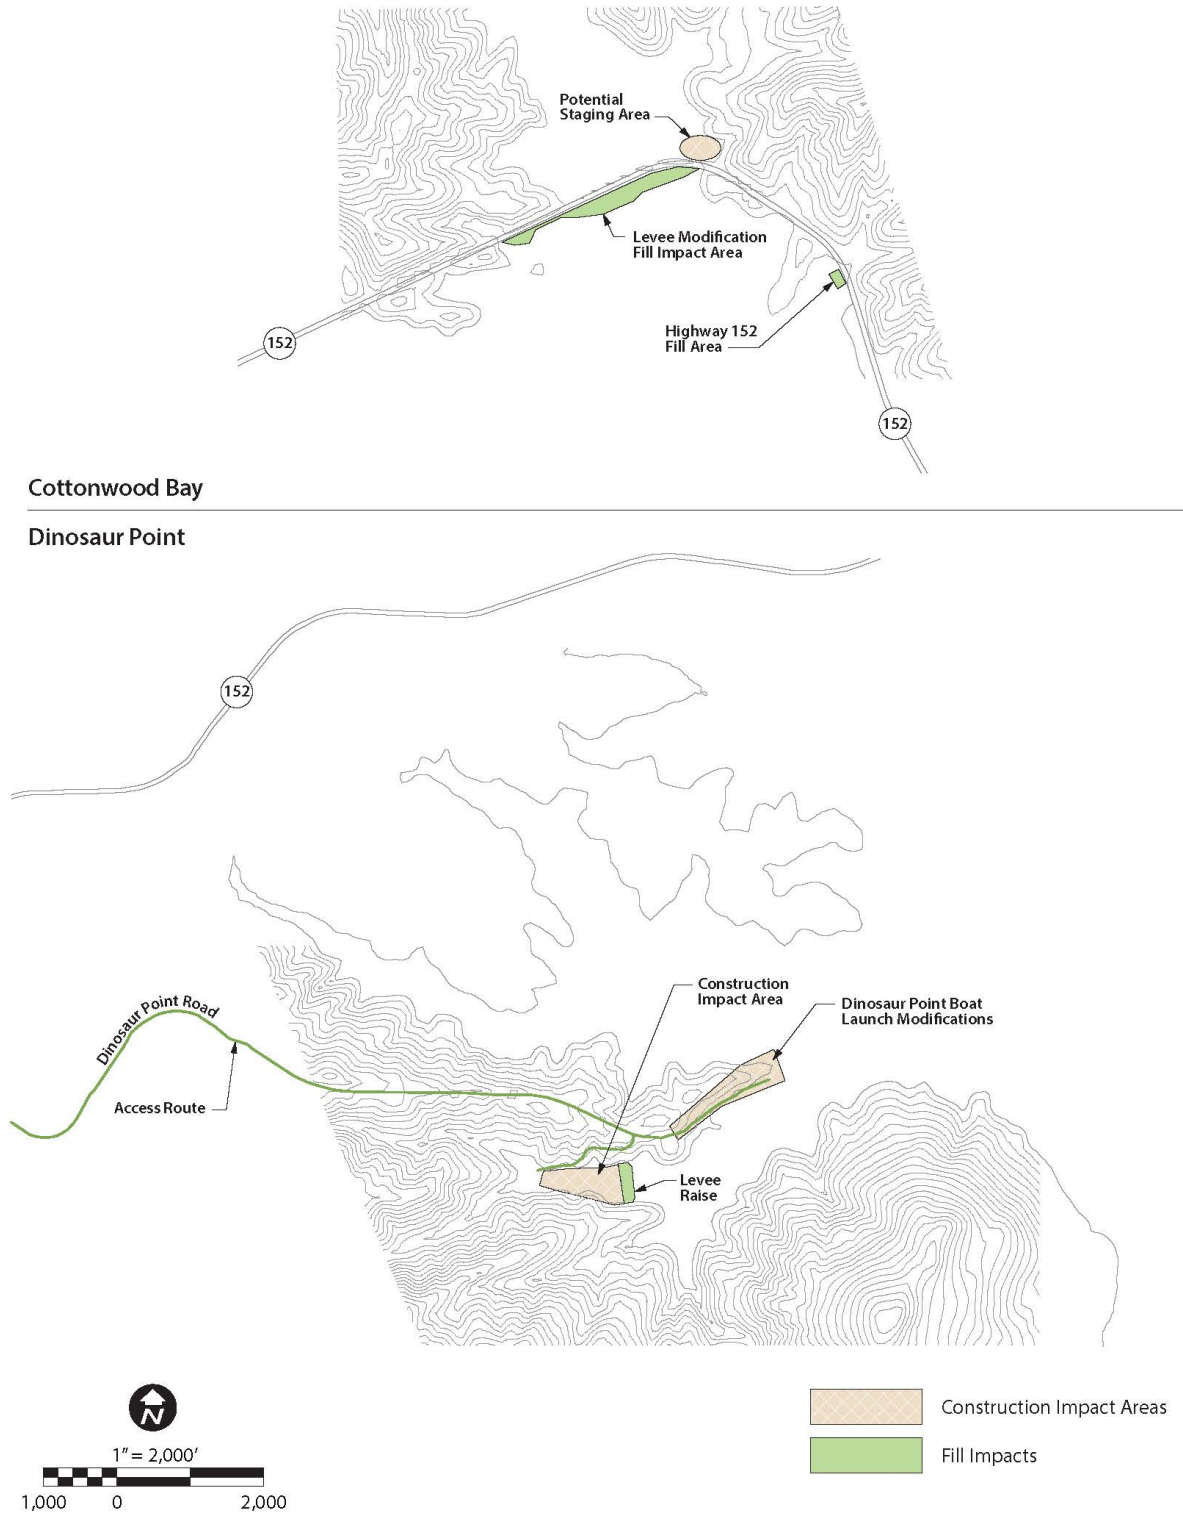 Potential
Staging Area
Levee Modification
Fill Impact Area
Highway 152
Fill Area
152
152
Cottonwood Bay
Dinosaur Point
152
Construction
Impact Area
Dinosaur Point Boat
Launch Modifications
Dinosaur Point Road
Access Route
Levee
Raise
N
1” = 2,000’
1,000 0 2,000
Construction Impact Areas
Fill Impacts